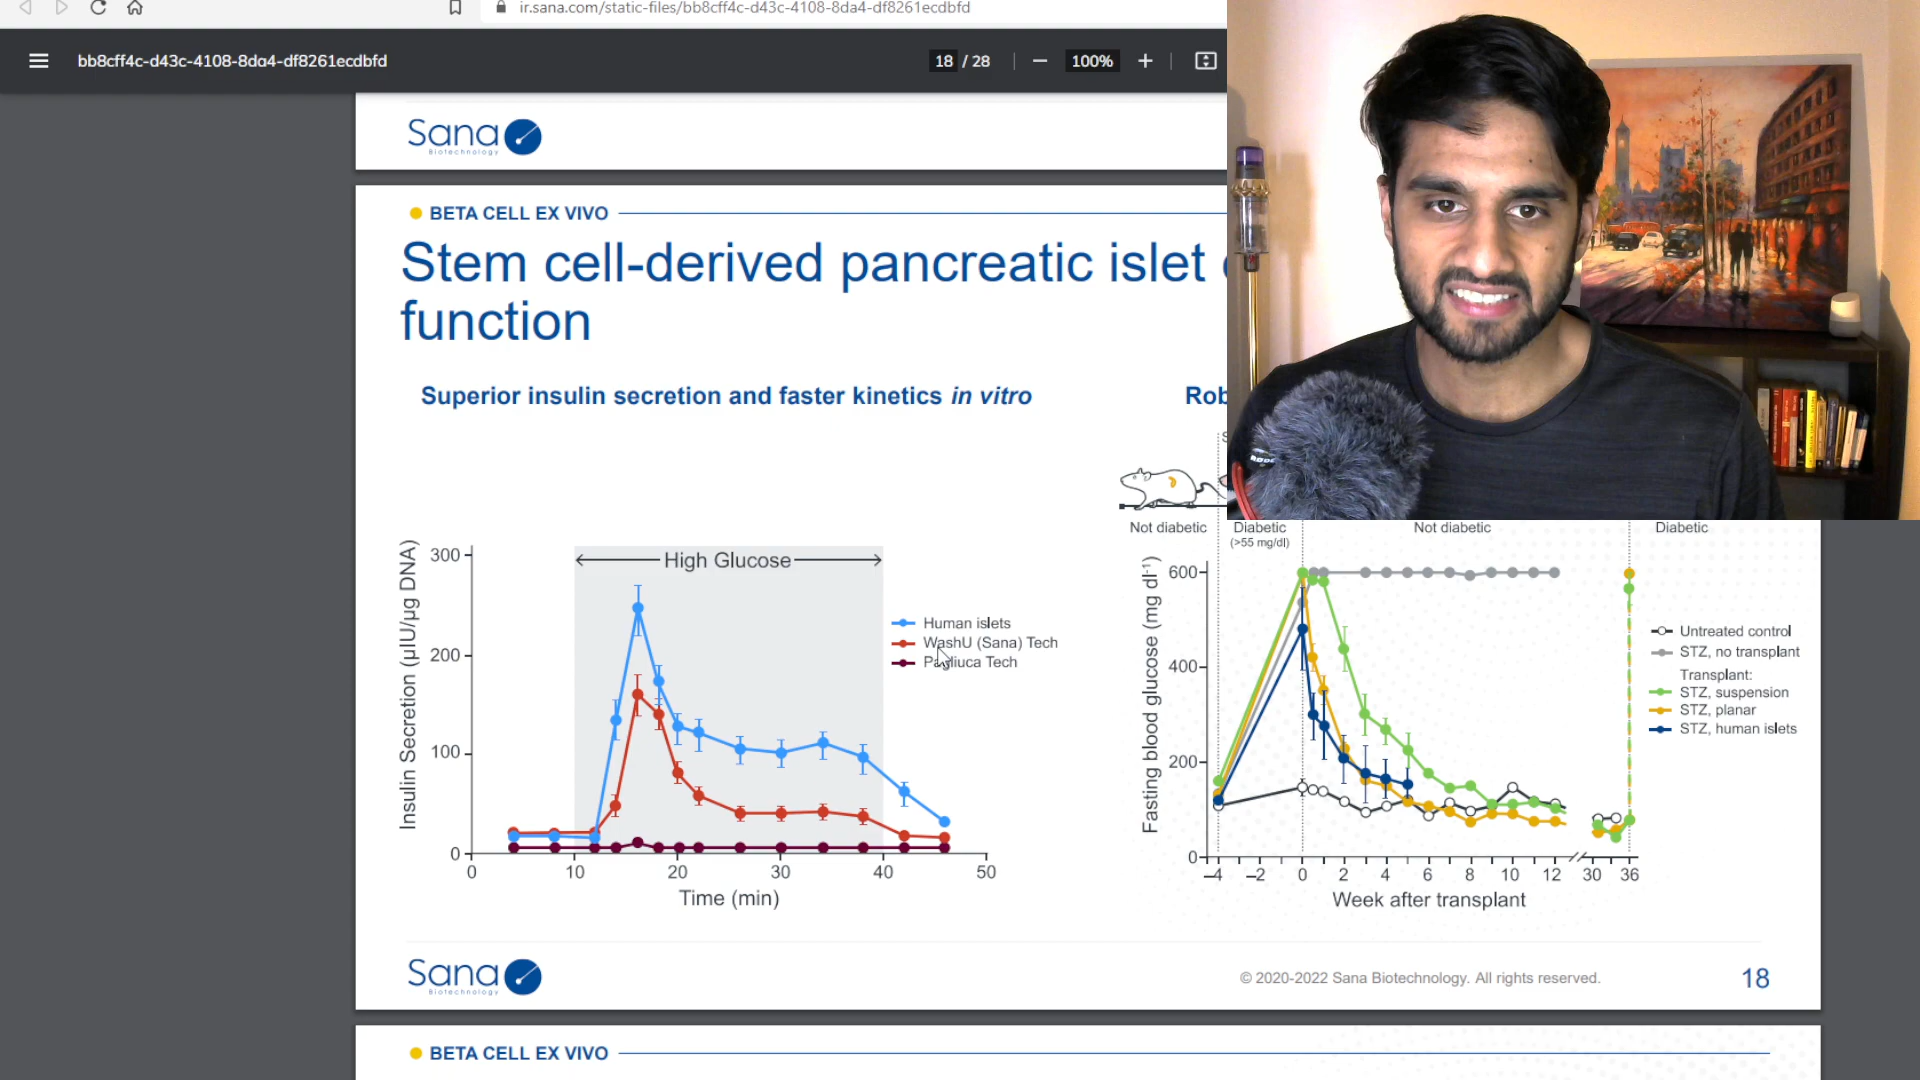 ir.sana.com/static-files/bb8cff4c-d43c-4108-8da4-df8261ecdbfd
bb8cff4c-d43c-4108-8da4-df8261ecdbfd
18 / 28
100%
Sana
Biotechnology
BETA CELL EX VIVO
Stem cell-derived pancreatic islet
function
Superior insulin secretion and faster kinetics in vitro
Insulin Secretion (µIU/µg DNA)
300
200
100
0
High Glucose
0 10 20 30 40 50
Time (min)
Human islets
WashU (Sana) Tech
Tech
RODE
Not diabetic
Diabetic
(>55 mg/dl)
Not diabetic
Diabetic
Fasting blood glucose (mg dl⁻¹)
600
400
200
0
–4 –2 0 2 4 6 8 10 12 30 36
Week after transplant
Untreated control
STZ, no transplant
Transplant:
STZ, suspension
STZ, planar
STZ, human islets
Sana
Biotechnology
© 2020-2022 Sana Biotechnology. All rights reserved.
18
BETA CELL EX VIVO